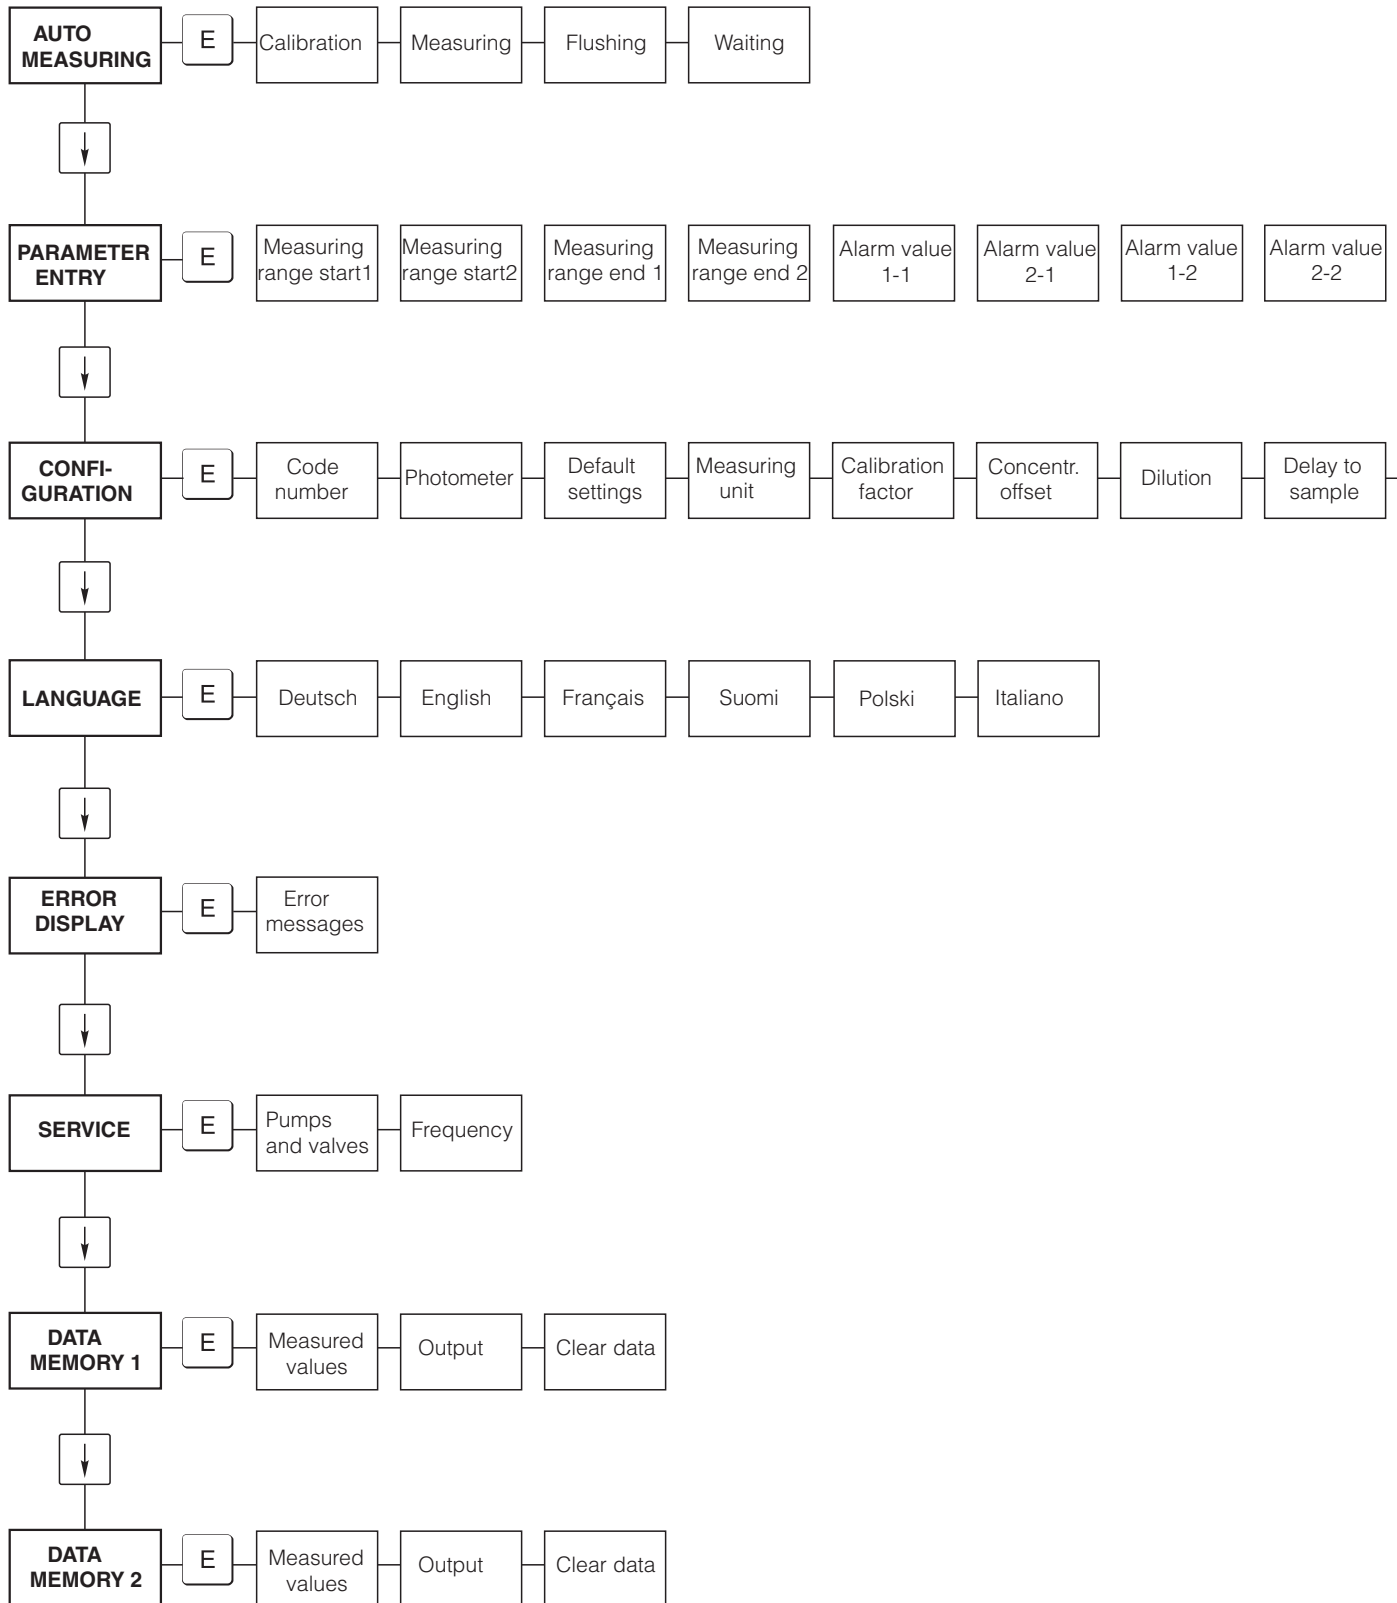 AUTO
MEASURING
E
Calibration
Measuring
Flushing
Waiting
PARAMETER
ENTRY
E
Measuring
range start1
Measuring
range start2
Measuring
range end 1
Measuring
range end 2
Alarm value
1-1
Alarm value
2-1
Alarm value
1-2
Alarm value
2-2
CONFI-
GURATION
E
Code
number
Photometer
Default
settings
Measuring
unit
Calibration
factor
Concentr.
offset
Dilution
Delay to
sample
LANGUAGE
E
Deutsch
English
Français
Suomi
Polski
Italiano
ERROR
DISPLAY
E
Error
messages
SERVICE
E
Pumps
and valves
Frequency
DATA
MEMORY 1
E
Measured
values
Output
Clear data
DATA
MEMORY 2
E
Measured
values
Output
Clear data